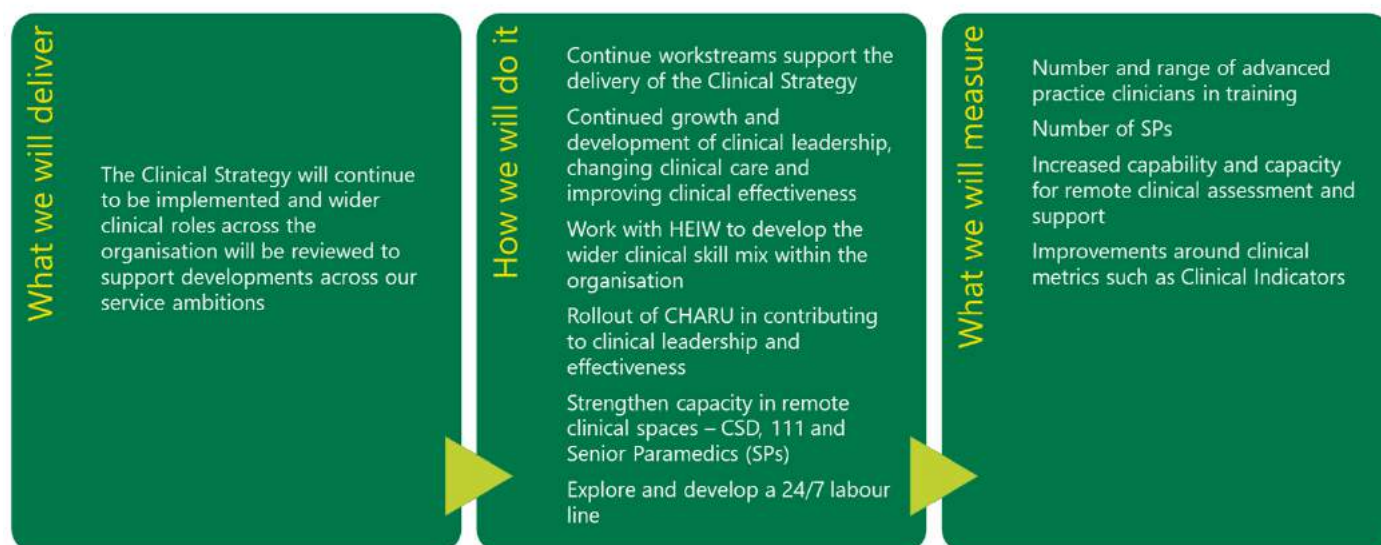 What we will deliver
The Clinical Strategy will continue
to be implemented and wider
clinical roles across the
organisation will be reviewed to
support developments across our
service ambitions
How we will do it
Continue workstreams support the
delivery of the Clinical Strategy
Continued growth and
development of clinical leadership,
changing clinical care and
improving clinical effectiveness
Work with HEIW to develop the
wider clinical skill mix within the
organisation
Rollout of CHARU in contributing
to clinical leadership and
effectiveness
Strengthen capacity in remote
clinical spaces – CSD, 111 and
Senior Paramedics (SPs)
Explore and develop a 24/7 labour
line
What we will measure
Number and range of advanced
practice clinicians in training
Number of SPs
Increased capability and capacity
for remote clinical assessment and
support
Improvements around clinical
metrics such as Clinical Indicators